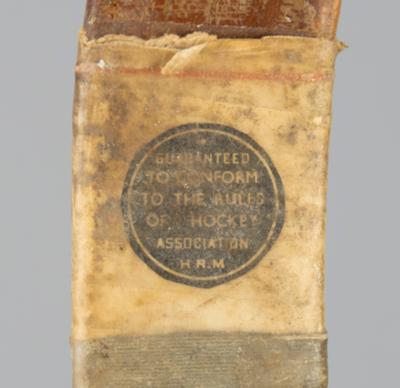 GUARANTEED
TO CONFORM
TO THE RULES
OF HOCKEY
ASSOCIATION
H.R.M